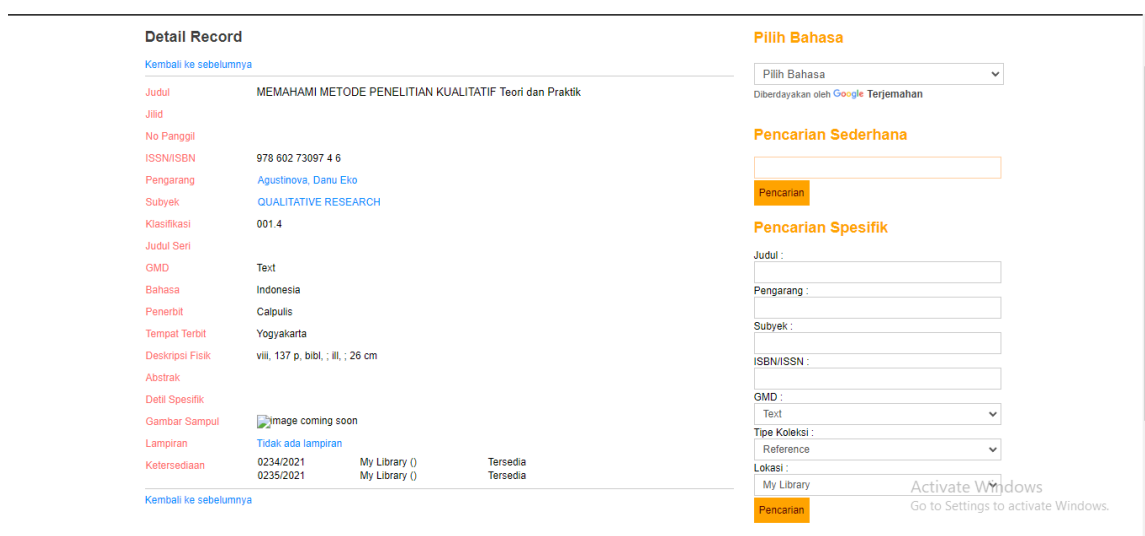 Detail Record
Kembali ke sebelumnya
Judul MEMAHAMI METODE PENELITIAN KUALITATIF Teori dan Praktik
Jilid
No Panggil
ISSN/ISBN 978 602 73097 4 6
Pengarang Agustinova, Danu Eko
Subyek QUALITATIVE RESEARCH
Klasifikasi 001.4
Judul Seri
GMD Text
Bahasa Indonesia
Penerbit Calpulis
Tempat Terbit Yogyakarta
Deskripsi Fisik viii, 137 p, bibl, ; ill, ; 26 cm
Abstrak
Detil Spesifik
Gambar Sampul image coming soon
Lampiran Tidak ada lampiran
Ketersediaan 0234/2021 My Library () Tersedia
0235/2021 My Library () Tersedia
Kembali ke sebelumnya
Pilih Bahasa
Pilih Bahasa
Diberdayakan oleh Google Terjemahan
Pencarian Sederhana
Pencarian
Pencarian Spesifik
Judul :
Pengarang :
Subyek :
ISBN/ISSN :
GMD :
Text
Tipe Koleksi :
Reference
Lokasi :
My Library
Pencarian
Activate Windows
Go to Settings to activate Windows.